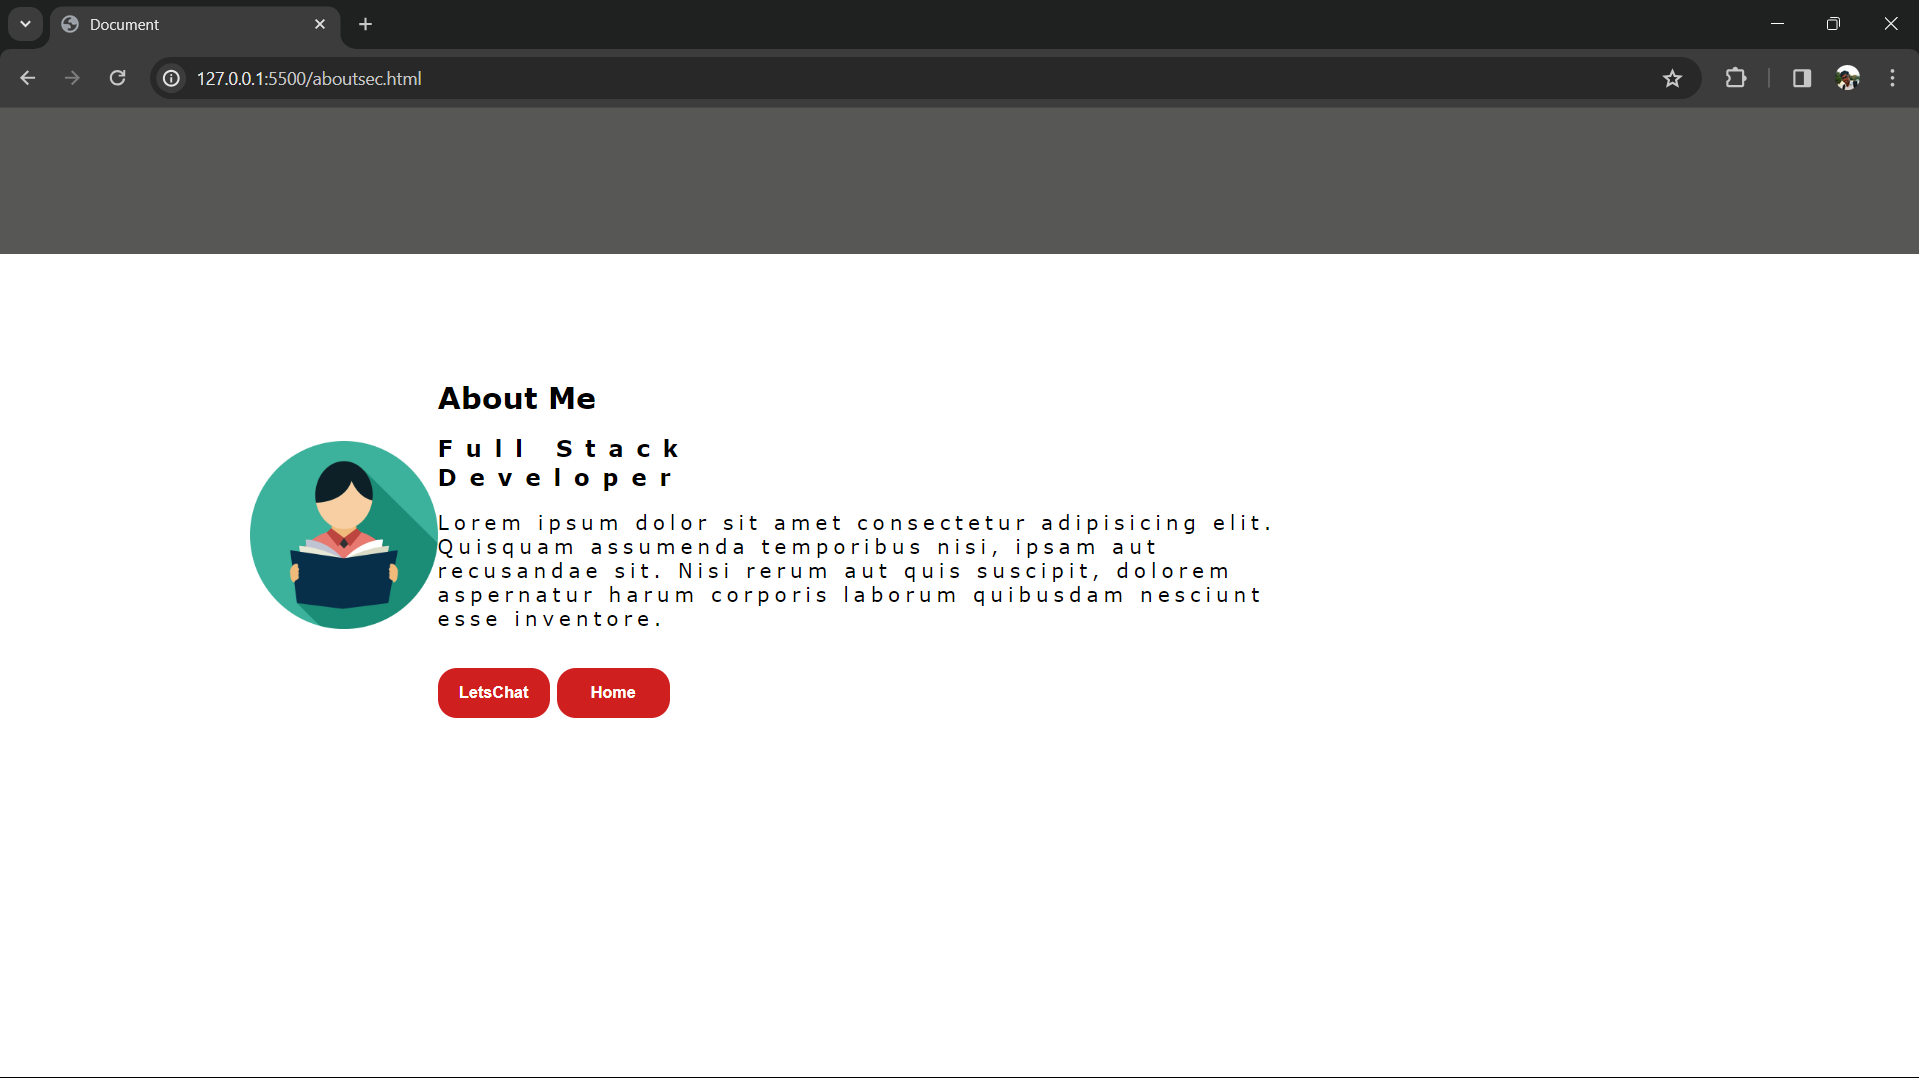 Document
127.0.0.1:5500/aboutsec.html
About Me
Full Stack
Developer
Lorem ipsum dolor sit amet consectetur adipisicing elit.
Quisquam assumenda temporibus nisi, ipsam aut
recusandae sit. Nisi rerum aut quis suscipit, dolorem
aspernatur harum corporis laborum quibusdam nesciunt
esse inventore.
LetsChat Home